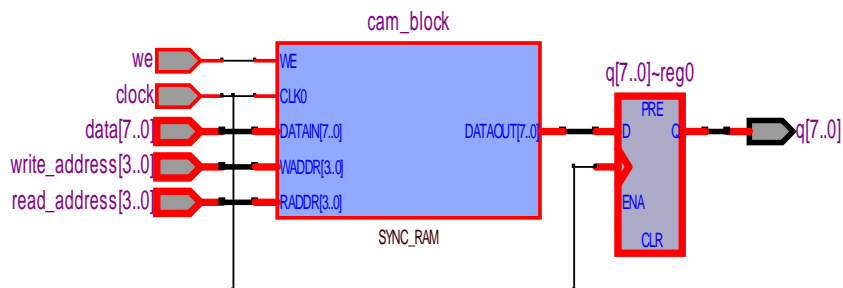 cam_block
we
WE
q[7..0]~reg0
clock
CLK0
PRE
data[7..0]
DATAIN[7..0]
DATAOUT[7..0]
D
Q
q[7..0]
write_address[3..0]
WADDR[3..0]
read_address[3..0]
RADDR[3..0]
ENA
SYNC_RAM
CLR